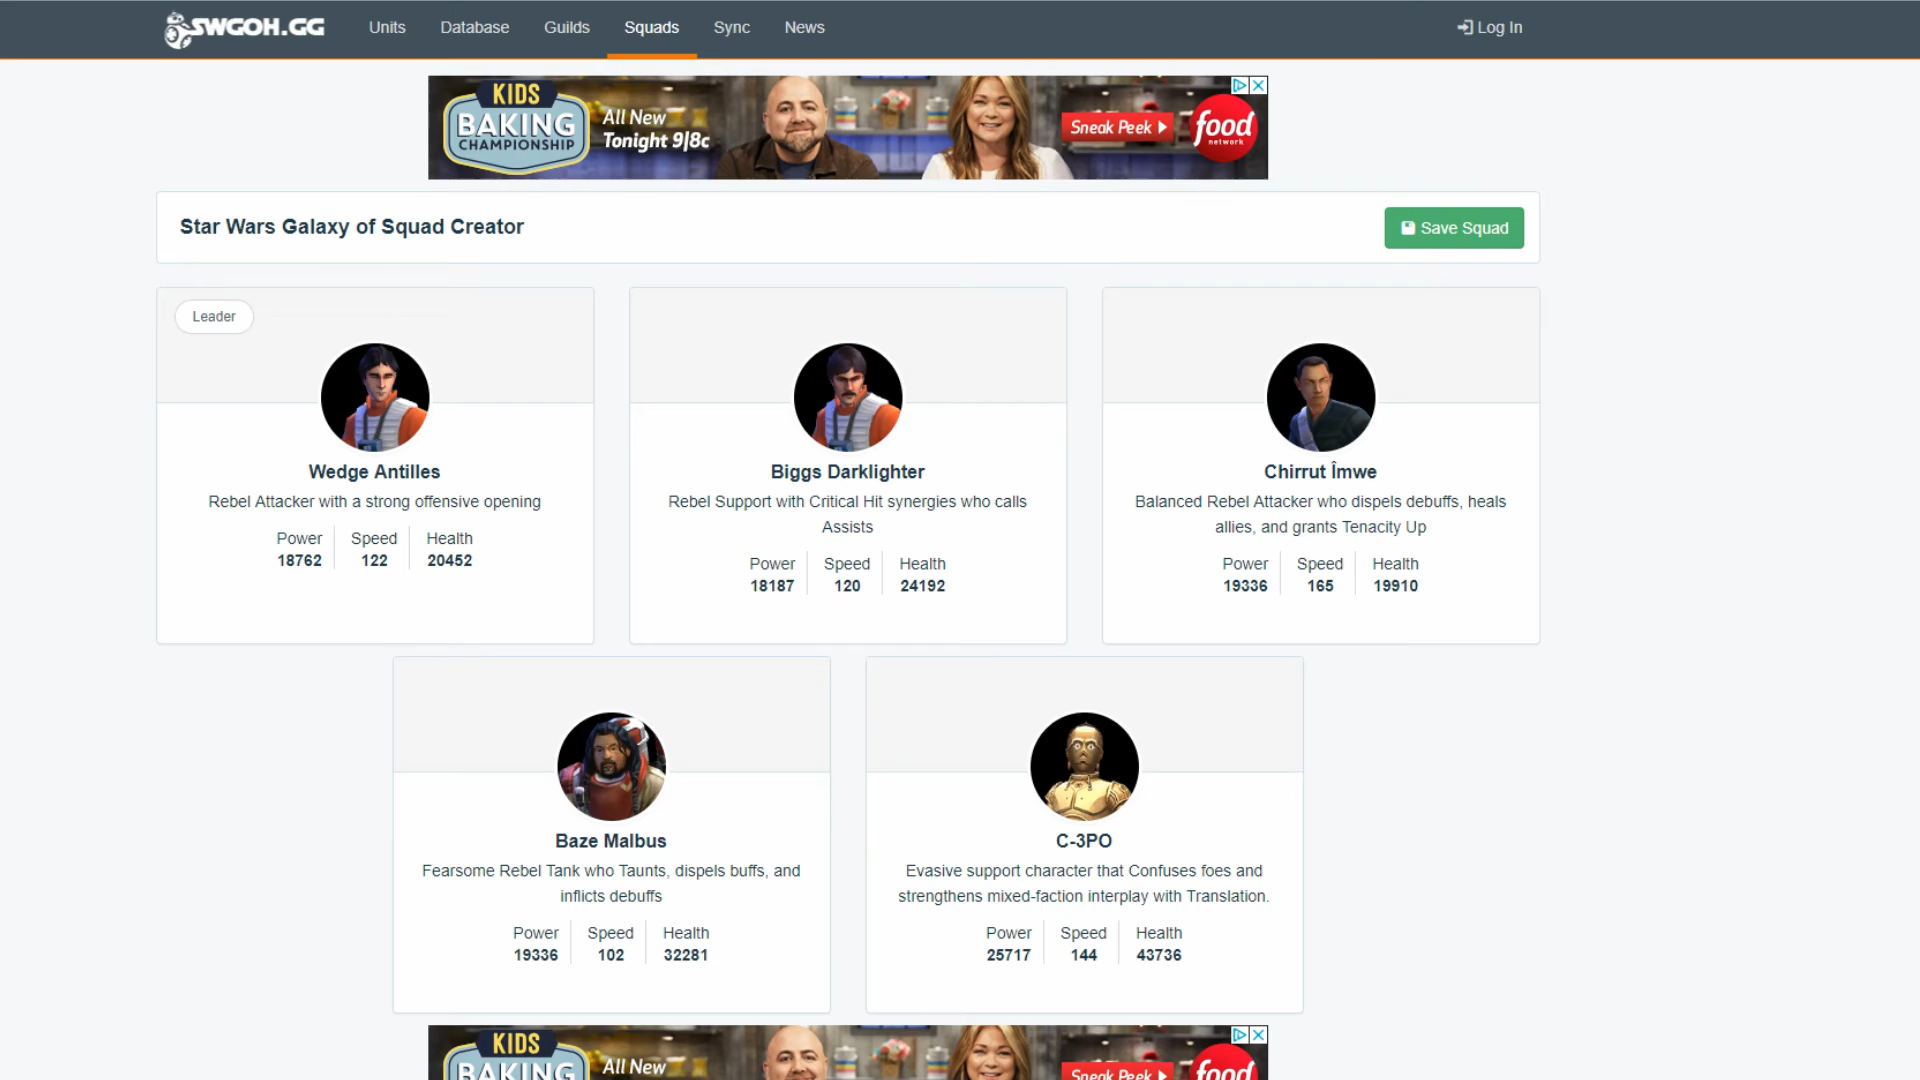 SWGOH.GG Units Database Guilds Squads Sync News Log In
KIDS
BAKING
CHAMPIONSHIP
All New
Tonight 9|8c
Sneak Peek
food
network
Star Wars Galaxy of Squad Creator
Save Squad
Leader
Wedge Antilles
Rebel Attacker with a strong offensive opening
Power Speed Health
18762 122 20452
Biggs Darklighter
Rebel Support with Critical Hit synergies who calls
Assists
Power Speed Health
18187 120 24192
Chirrut Îmwe
Balanced Rebel Attacker who dispels debuffs, heals
allies, and grants Tenacity Up
Power Speed Health
19336 165 19910
Baze Malbus
Fearsome Rebel Tank who Taunts, dispels buffs, and
inflicts debuffs
Power Speed Health
19336 102 32281
C-3PO
Evasive support character that Confuses foes and
strengthens mixed-faction interplay with Translation.
Power Speed Health
25717 144 43736
KIDS
BAKING
All New
Sneak Peek
food